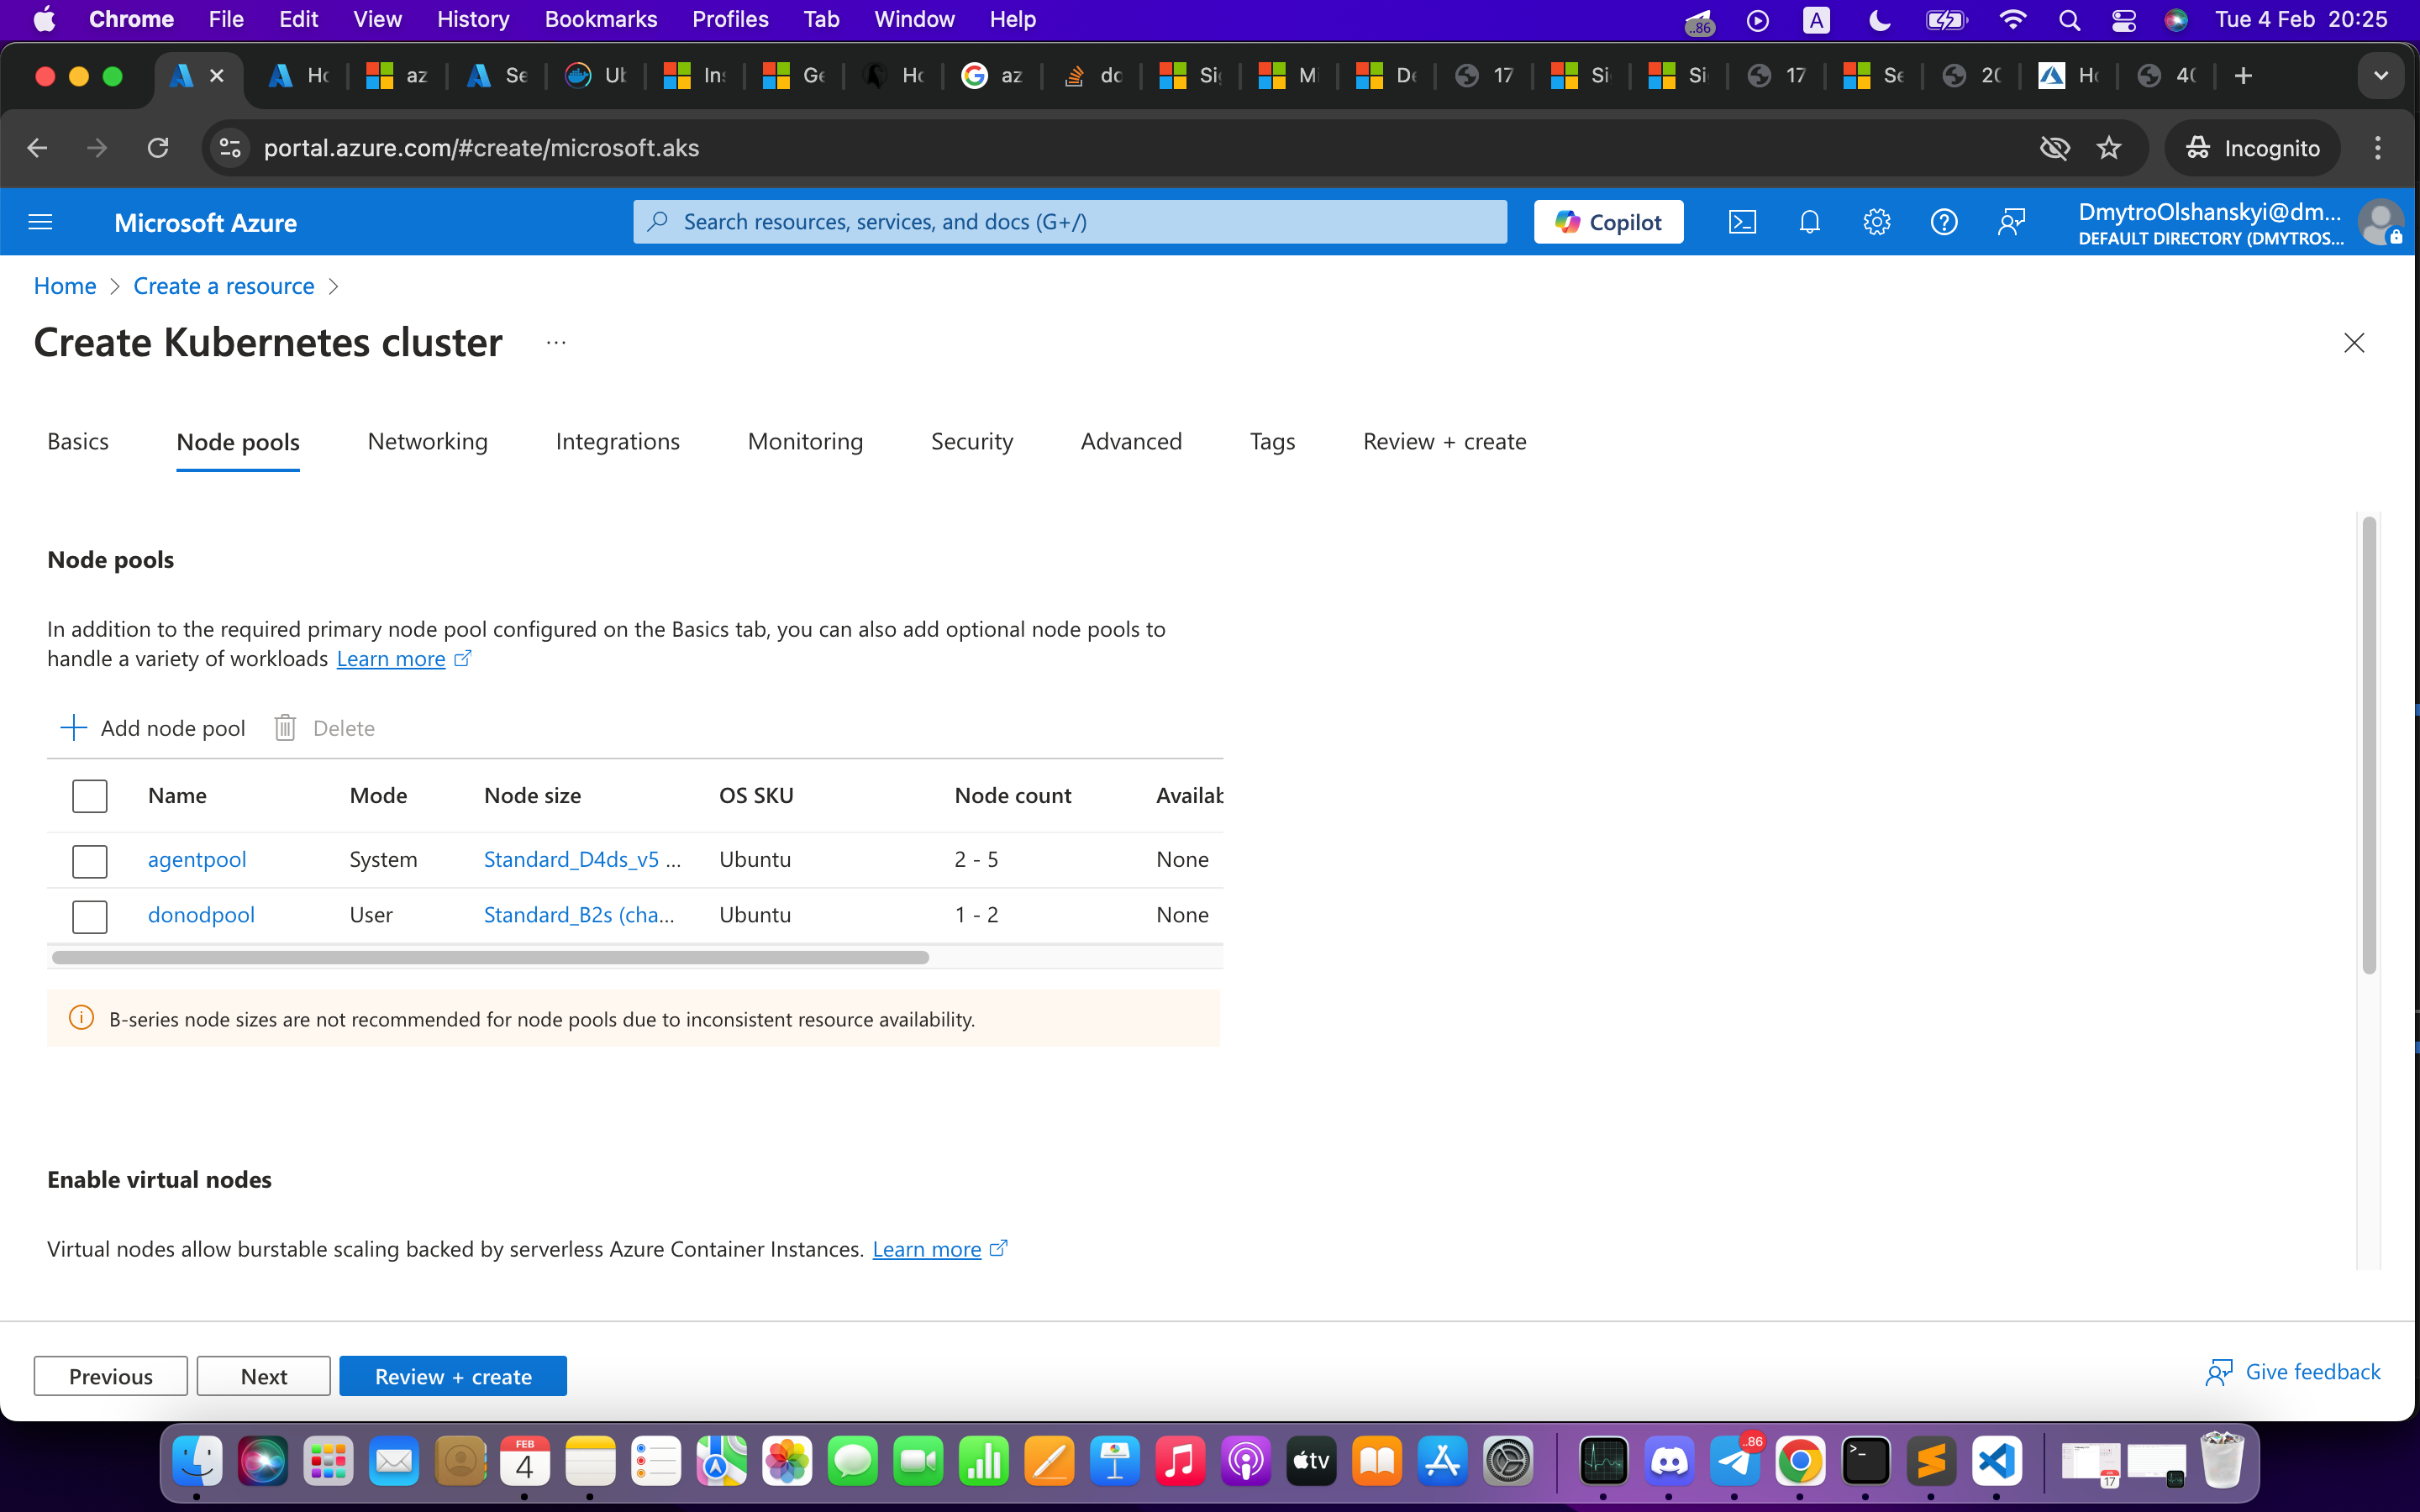 Chrome File Edit View History Bookmarks Profiles Tab Window Help ..86 A Tue 4 Feb 20:25
Hc az Se Ub In Ge Hc az dc Sig Mi De 17 Si Si 17 Se 20 Hc 40
portal.azure.com/#create/microsoft.aks Incognito
Microsoft Azure Search resources, services, and docs (G+/) Copilot DmytroOlshanskyi@dm...
DEFAULT DIRECTORY (DMYTROS...
Home > Create a resource >
Create Kubernetes cluster ...
Basics Node pools Networking Integrations Monitoring Security Advanced Tags Review + create
Node pools
In addition to the required primary node pool configured on the Basics tab, you can also add optional node pools to
handle a variety of workloads Learn more
Add node pool Delete
Name Mode Node size OS SKU Node count Availab
agentpool System Standard_D4ds_v5 ... Ubuntu 2 - 5 None
donodpool User Standard_B2s (cha... Ubuntu 1 - 2 None
B-series node sizes are not recommended for node pools due to inconsistent resource availability.
Enable virtual nodes
Virtual nodes allow burstable scaling backed by serverless Azure Container Instances. Learn more
Previous Next Review + create Give feedback
FEB
4
tv
..86
17